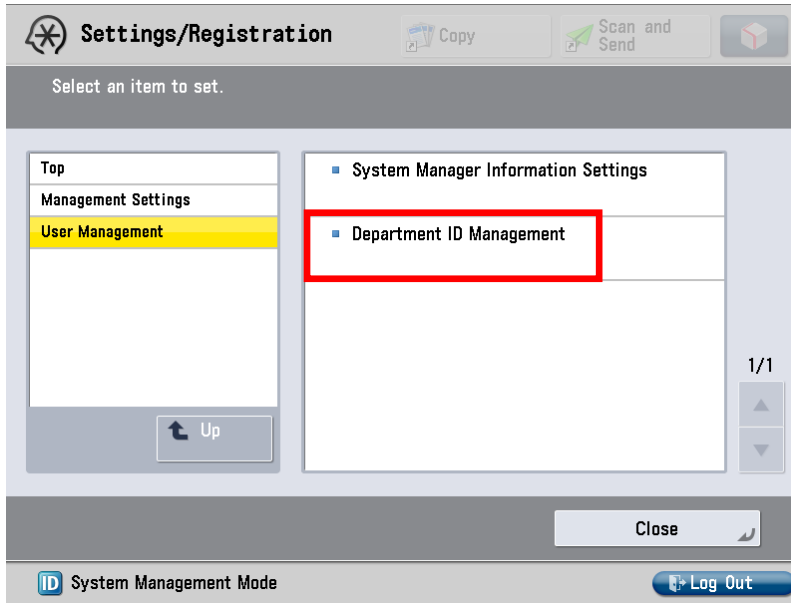 Settings/Registration
Copy
Scan and
Send
Select an item to set.
Top
Management Settings
User Management
Up
System Manager Information Settings
Department ID Management
1/1
Close
ID System Management Mode
Log Out